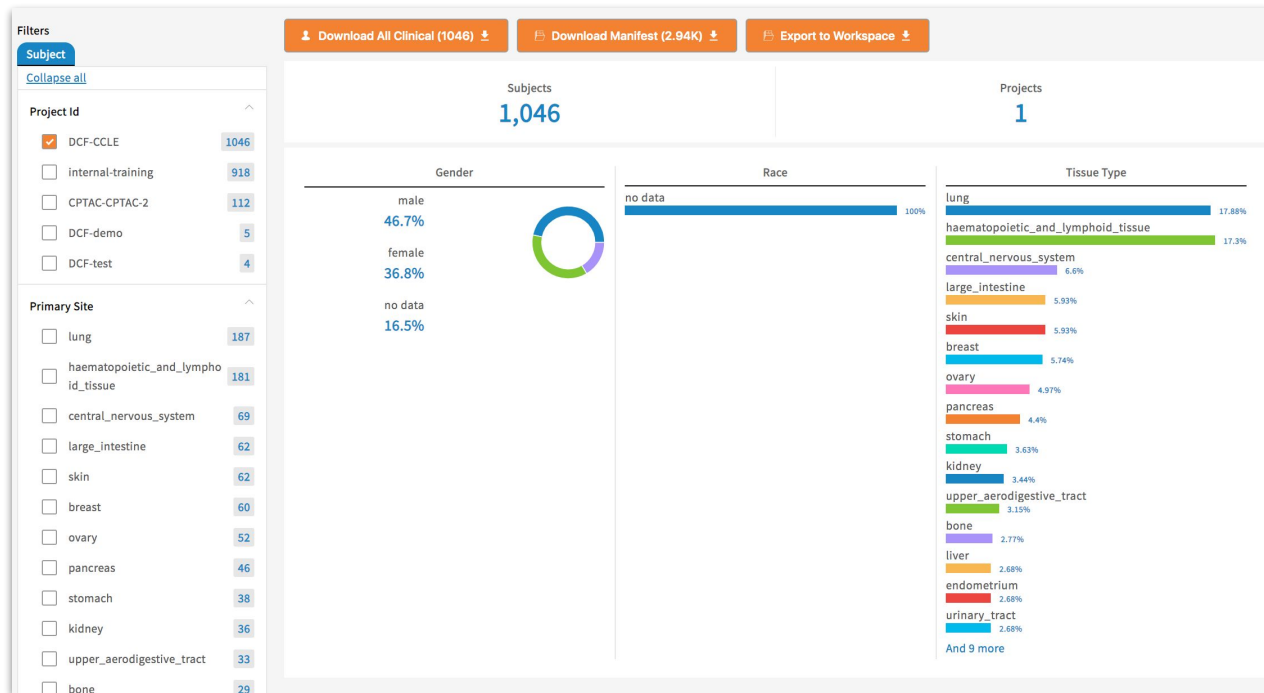 Filters
Subject
Collapse all
Project Id
DCF-CCLE 1046
internal-training 918
CPTAC-CPTAC-2 112
DCF-demo 5
DCF-test 4
Primary Site
lung 187
haematopoietic_and_lympho
id_tissue 181
central_nervous_system 69
large_intestine 62
skin 62
breast 60
ovary 52
pancreas 46
stomach 38
kidney 36
upper_aerodigestive_tract 33
bone 29
Download All Clinical (1046)
Download Manifest (2.94K)
Export to Workspace
Subjects
1,046
Projects
1
Gender
male
46.7%
female
36.8%
no data
16.5%
Race
no data
100%
Tissue Type
lung
17.88%
haematopoietic_and_lymphoid_tissue
17.3%
central_nervous_system
6.6%
large_intestine
5.93%
skin
5.93%
breast
5.74%
ovary
4.97%
pancreas
4.4%
stomach
3.63%
kidney
3.44%
upper_aerodigestive_tract
3.15%
bone
2.77%
liver
2.68%
endometrium
2.68%
urinary_tract
2.68%
And 9 more